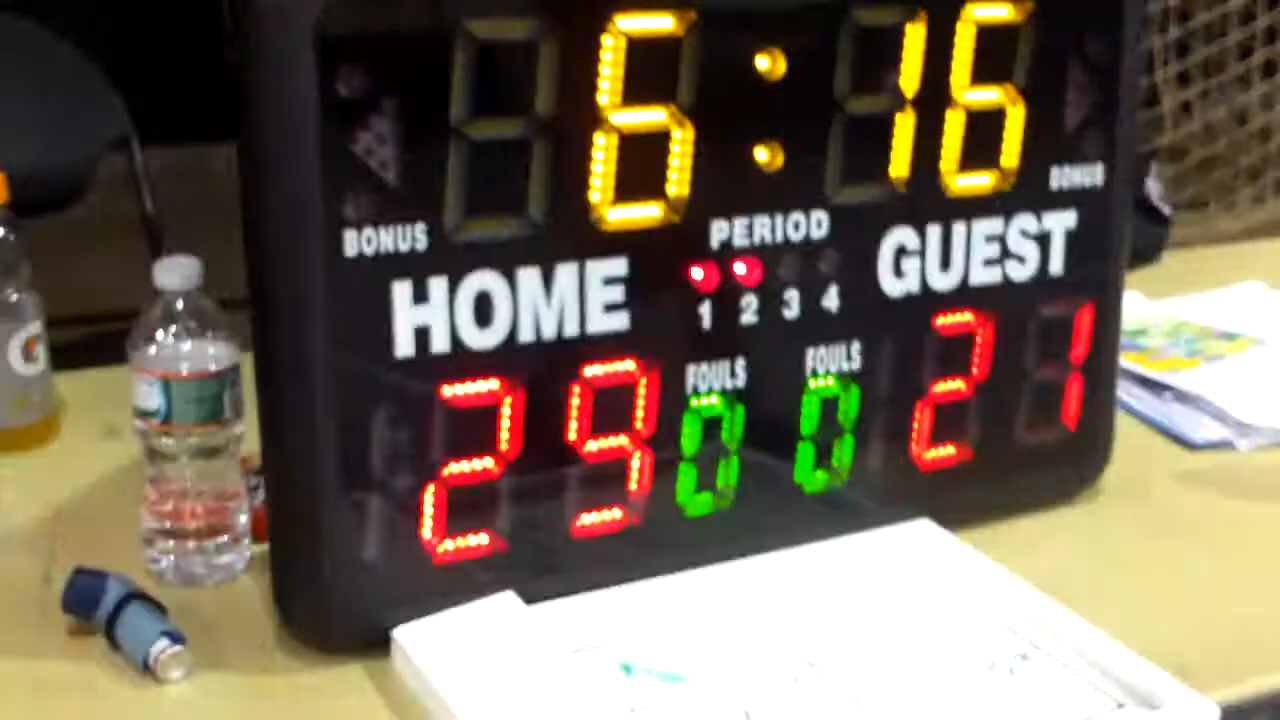 6:16
BONUS PERIOD BONUS
HOME GUEST
1 2 3 4
FOULS FOULS
29 0 0 21
G